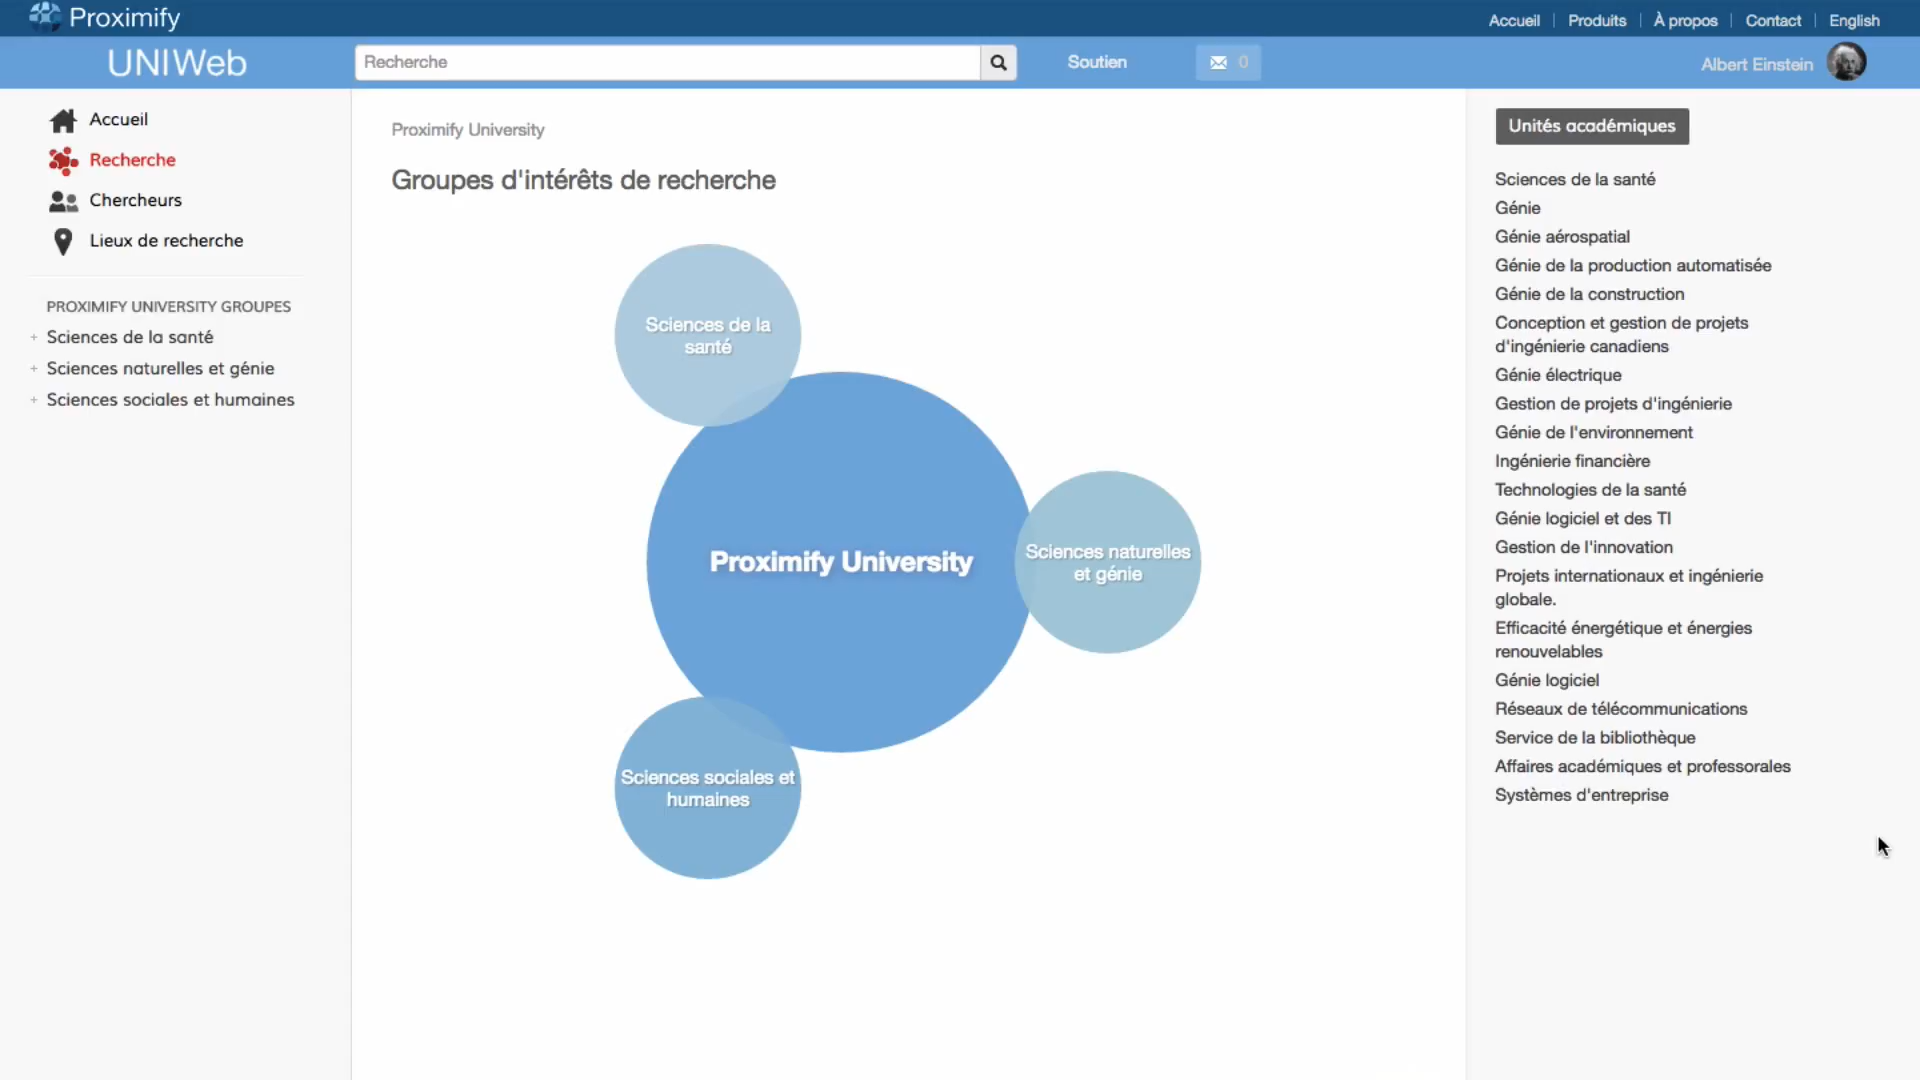 Proximify
Accueil
Produits
À propos
Contact
English
UNIWeb
Recherche
Soutien
0
Albert Einstein
Accueil
Recherche
Chercheurs
Lieux de recherche
PROXIMIFY UNIVERSITY GROUPES
+ Sciences de la santé
+ Sciences naturelles et génie
+ Sciences sociales et humaines
Proximify University
Groupes d'intérêts de recherche
Sciences de la
santé
Proximify University
Sciences naturelles
et génie
Sciences sociales et
humaines
Unités académiques
Sciences de la santé
Génie
Génie aérospatial
Génie de la production automatisée
Génie de la construction
Conception et gestion de projets
d'ingénierie canadiens
Génie électrique
Gestion de projets d'ingénierie
Génie de l'environnement
Ingénierie financière
Technologies de la santé
Génie logiciel et des TI
Gestion de l'innovation
Projets internationaux et ingénierie
globale.
Efficacité énergétique et énergies
renouvelables
Génie logiciel
Réseaux de télécommunications
Service de la bibliothèque
Affaires académiques et professorales
Systèmes d'entreprise